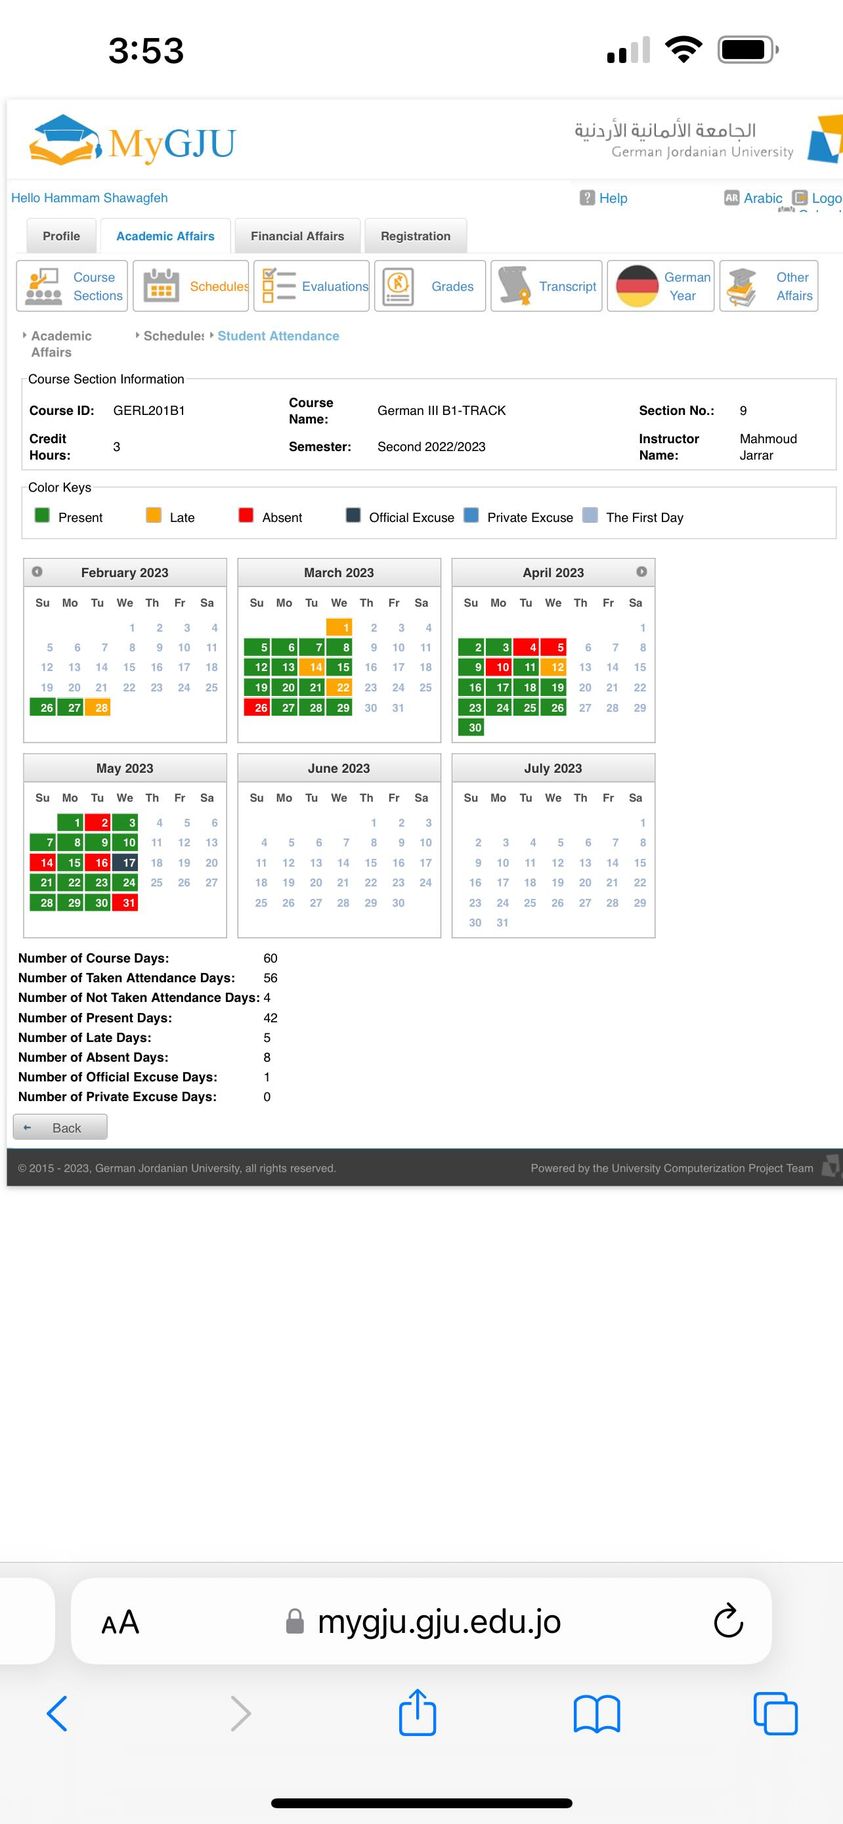 3:53
MyGJU
الجامعة الألمانية الأردنية
German Jordanian University
Hello Hammam Shawagfeh
Help
AR Arabic
Logo
Profile
Academic Affairs
Financial Affairs
Registration
Course Sections
Schedules
Evaluations
Grades
Transcript
German Year
Other Affairs
Academic Affairs
Schedules
Student Attendance
Course Section Information
Course ID: GERL201B1
Course Name: German III B1-TRACK
Section No.: 9
Credit Hours: 3
Semester: Second 2022/2023
Instructor Name: Mahmoud Jarrar
Color Keys
Present
Late
Absent
Official Excuse
Private Excuse
The First Day
February 2023
Su Mo Tu We Th Fr Sa
1 2 3 4
5 6 7 8 9 10 11
12 13 14 15 16 17 18
19 20 21 22 23 24 25
26 27 28
March 2023
Su Mo Tu We Th Fr Sa
1 2 3 4
5 6 7 8 9 10 11
12 13 14 15 16 17 18
19 20 21 22 23 24 25
26 27 28 29 30 31
April 2023
Su Mo Tu We Th Fr Sa
1
2 3 4 5 6 7 8
9 10 11 12 13 14 15
16 17 18 19 20 21 22
23 24 25 26 27 28 29
30
May 2023
Su Mo Tu We Th Fr Sa
1 2 3 4 5 6
7 8 9 10 11 12 13
14 15 16 17 18 19 20
21 22 23 24 25 26 27
28 29 30 31
June 2023
Su Mo Tu We Th Fr Sa
1 2 3
4 5 6 7 8 9 10
11 12 13 14 15 16 17
18 19 20 21 22 23 24
25 26 27 28 29 30
July 2023
Su Mo Tu We Th Fr Sa
1
2 3 4 5 6 7 8
9 10 11 12 13 14 15
16 17 18 19 20 21 22
23 24 25 26 27 28 29
30 31
Number of Course Days: 60
Number of Taken Attendance Days: 56
Number of Not Taken Attendance Days: 4
Number of Present Days: 42
Number of Late Days: 5
Number of Absent Days: 8
Number of Official Excuse Days: 1
Number of Private Excuse Days: 0
Back
© 2015 - 2023, German Jordanian University, all rights reserved.
Powered by the University Computerization Project Team
AA
mygju.gju.edu.jo